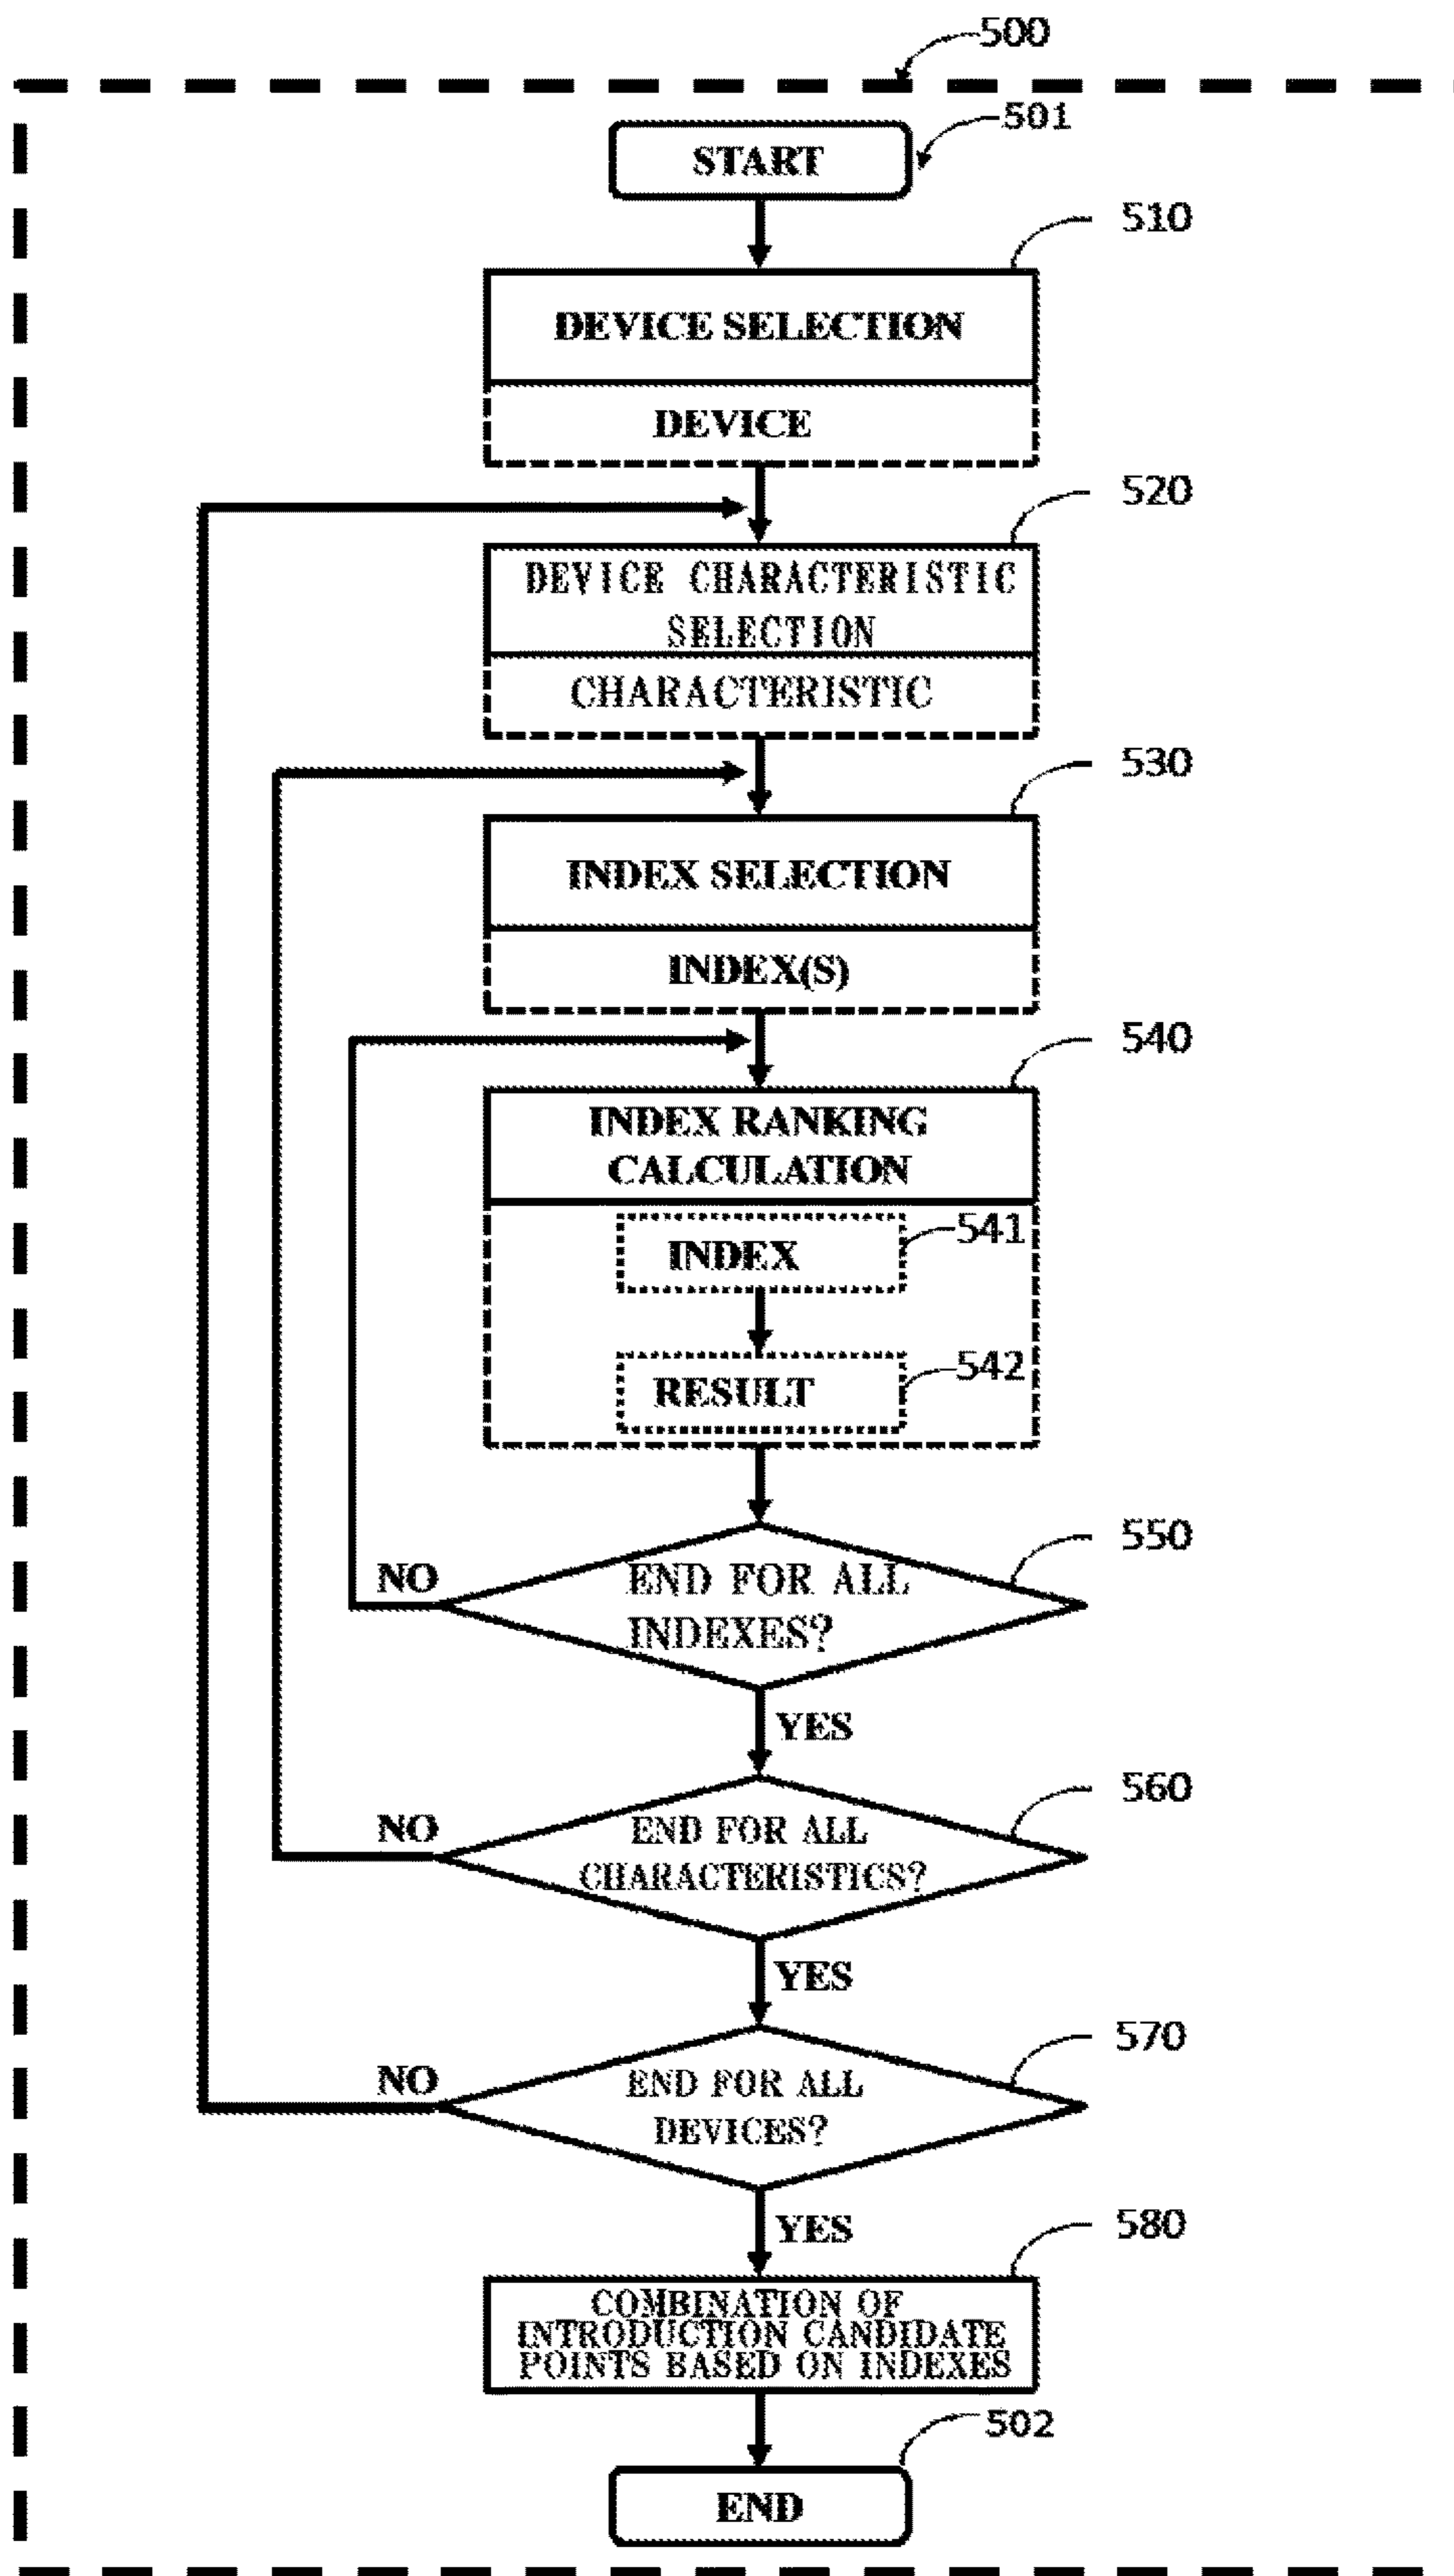 500
501
START
510
DEVICE SELECTION
DEVICE
520
DEVICE CHARACTERISTIC
SELECTION
CHARACTERISTIC
530
INDEX SELECTION
INDEX(S)
540
INDEX RANKING
CALCULATION
541
INDEX
542
RESULT
550
NO
END FOR ALL
INDEXES?
YES
560
NO
END FOR ALL
CHARACTERISTICS?
YES
570
NO
END FOR ALL
DEVICES?
YES
580
COMBINATION OF
INTRODUCTION CANDIDATE
POINTS BASED ON INDEXES
502
END